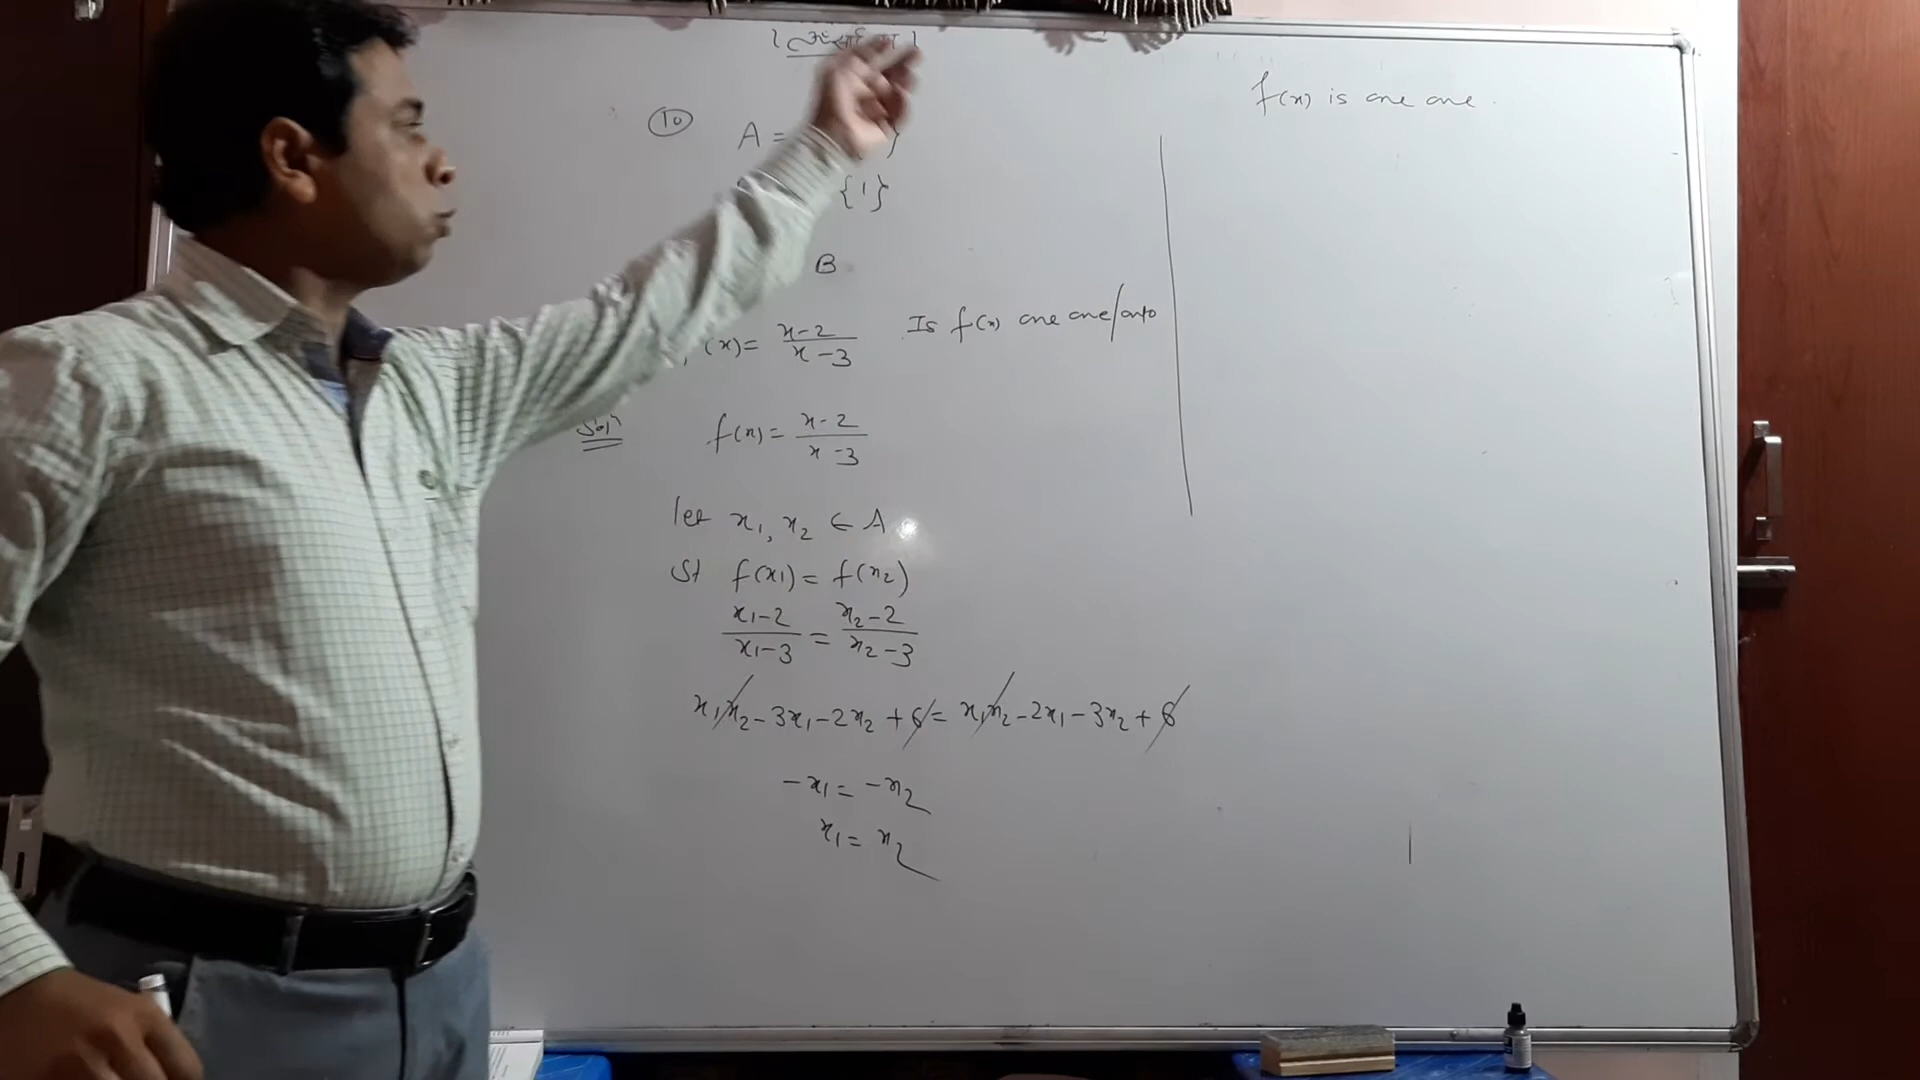 10
A = }
{1}
B
(x) = x-2/x-3 Is f(x) one one/onto
Soln f(x) = x-2/x-3
let x1, x2 ∈ A
St f(x1) = f(x2)
x1-2/x1-3 = x2-2/x2-3
x1x2 - 3x1 - 2x2 + 6 = x1x2 - 2x1 - 3x2 + 6
-x1 = -x2
x1 = x2
f(x) is one one.